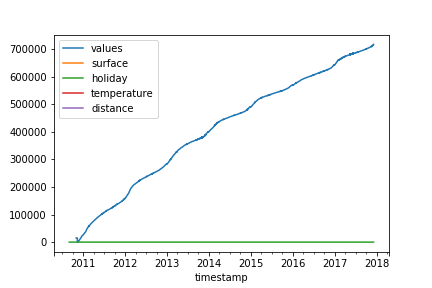 700000
600000
500000
400000
300000
200000
100000
0
values
surface
holiday
temperature
distance
2011 2012 2013 2014 2015 2016 2017 2018
timestamp